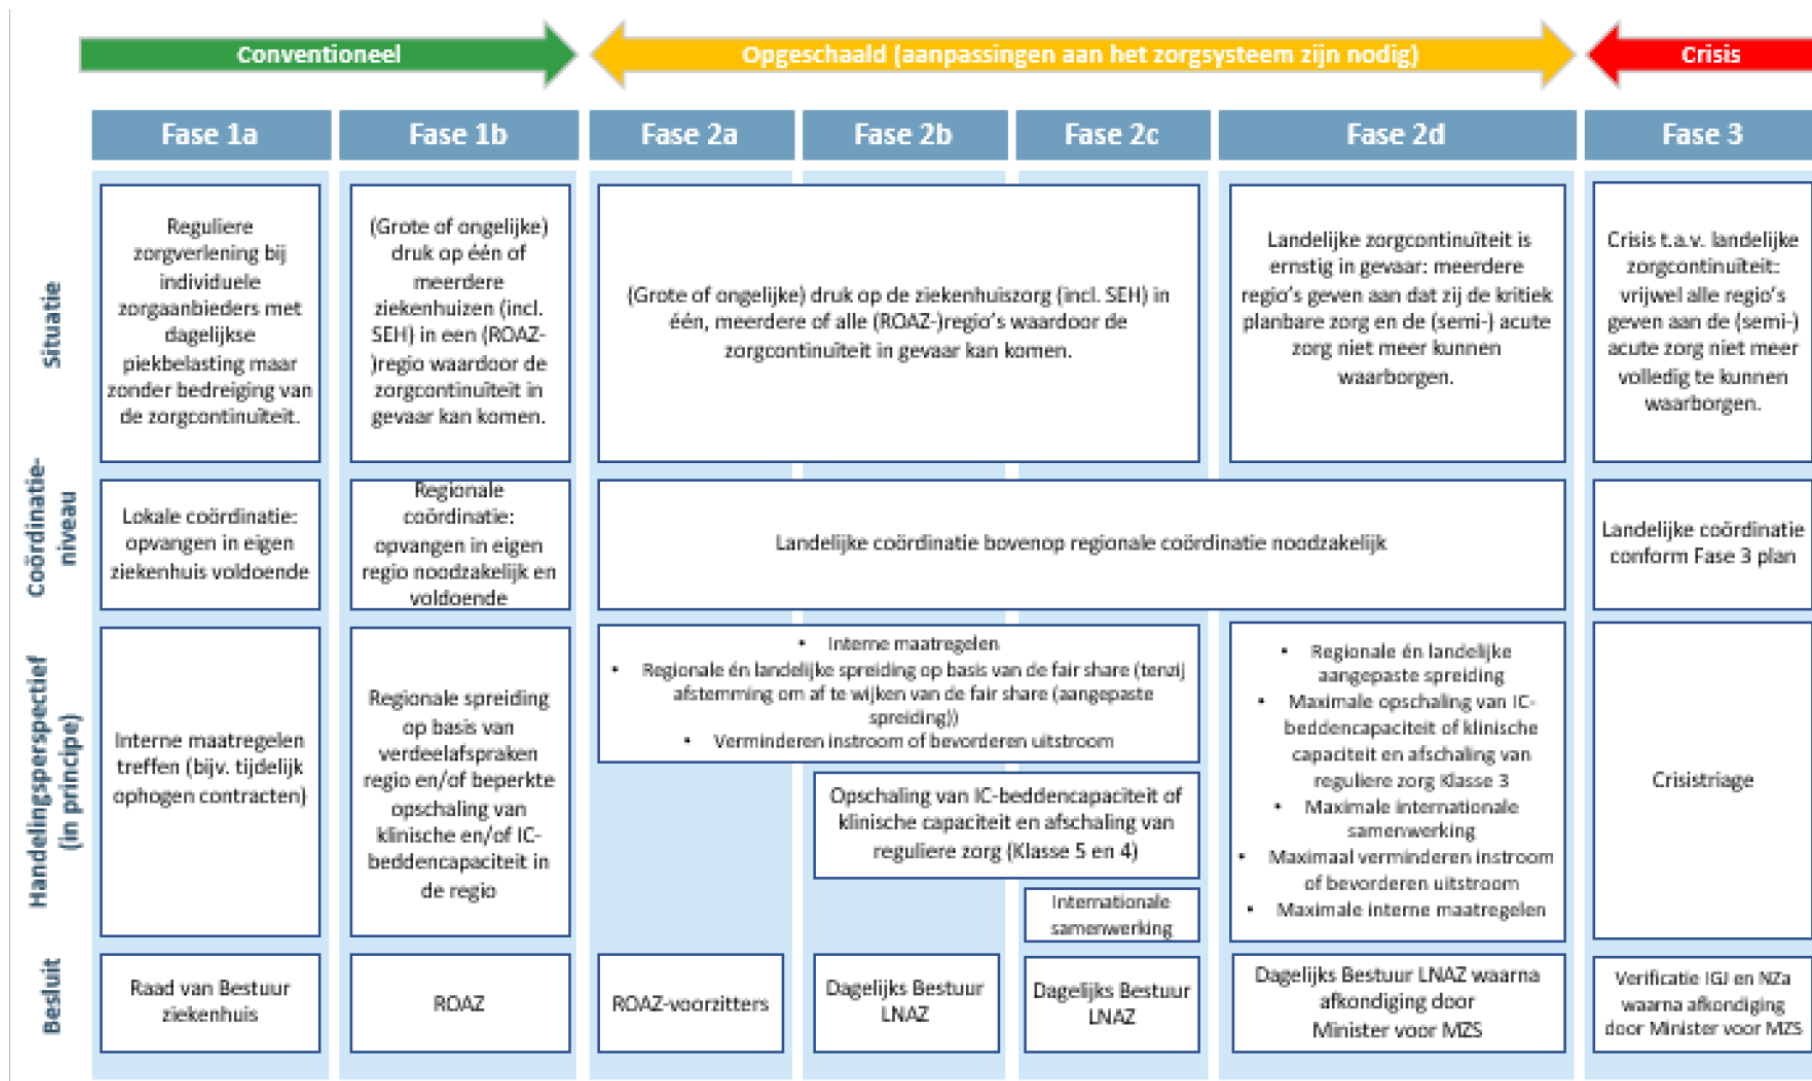 Conventioneel
Opgeschaald (aanpassingen aan het zorgsysteem zijn nodig)
Crisis
Fase 1a
Fase 1b
Fase 2a
Fase 2b
Fase 2c
Fase 2d
Fase 3
Situatie
Reguliere
zorgverlening bij
individuele
zorgaanbieders met
dagelijkse
piekbelasting maar
zonder bedreiging van
de zorgcontinuïteit.
(Grote of ongelijke)
druk op één of
meerdere
ziekenhuizen (incl.
SEH) in een (ROAZ-
)regio waardoor de
zorgcontinuïteit in
gevaar kan komen.
(Grote of ongelijke) druk op de ziekenhuiszorg (incl. SEH) in
één, meerdere of alle (ROAZ-)regio's waardoor de
zorgcontinuïteit in gevaar kan komen.
Landelijke zorgcontinuïteit is
ernstig in gevaar: meerdere
regio's geven aan dat zij de kritiek
planbare zorg en de (semi-) acute
zorg niet meer kunnen
waarborgen.
Crisis t.a.v. landelijke
zorgcontinuïteit:
vrijwel alle regio's
geven aan de (semi-)
acute zorg niet meer
volledig te kunnen
waarborgen.
Coördinatie-
niveau
Lokale coördinatie:
opvangen in eigen
ziekenhuis voldoende
Regionale
coördinatie:
opvangen in eigen
regio noodzakelijk en
voldoende
Landelijke coördinatie bovenop regionale coördinatie noodzakelijk
Landelijke coördinatie
conform Fase 3 plan
Handelingsperspectief
(in principe)
Interne maatregelen
treffen (bijv. tijdelijk
ophogen contracten)
Regionale spreiding
op basis van
verdeelafspraken
regio en/of beperkte
opschaling van
klinische en/of IC-
beddencapaciteit in
de regio
• Interne maatregelen
• Regionale én landelijke spreiding op basis van de fair share (tenzij
afstemming om af te wijken van de fair share (aangepaste
spreiding))
• Verminderen instroom of bevorderen uitstroom
Opschaling van IC-beddencapaciteit of
klinische capaciteit en afschaling van
reguliere zorg (Klasse 5 en 4)
Internationale
samenwerking
• Regionale én landelijke
aangepaste spreiding
• Maximale opschaling van IC-
beddencapaciteit of klinische
capaciteit en afschaling van
reguliere zorg Klasse 3
• Maximale internationale
samenwerking
• Maximaal verminderen instroom
of bevorderen uitstroom
• Maximale interne maatregelen
Crisistriage
Besluit
Raad van Bestuur
ziekenhuis
ROAZ
ROAZ-voorzitters
Dagelijks Bestuur
LNAZ
Dagelijks Bestuur
LNAZ
Dagelijks Bestuur LNAZ waarna
afkondiging door
Minister voor MZS
Verificatie IGJ en NZa
waarna afkondiging
door Minister voor MZS